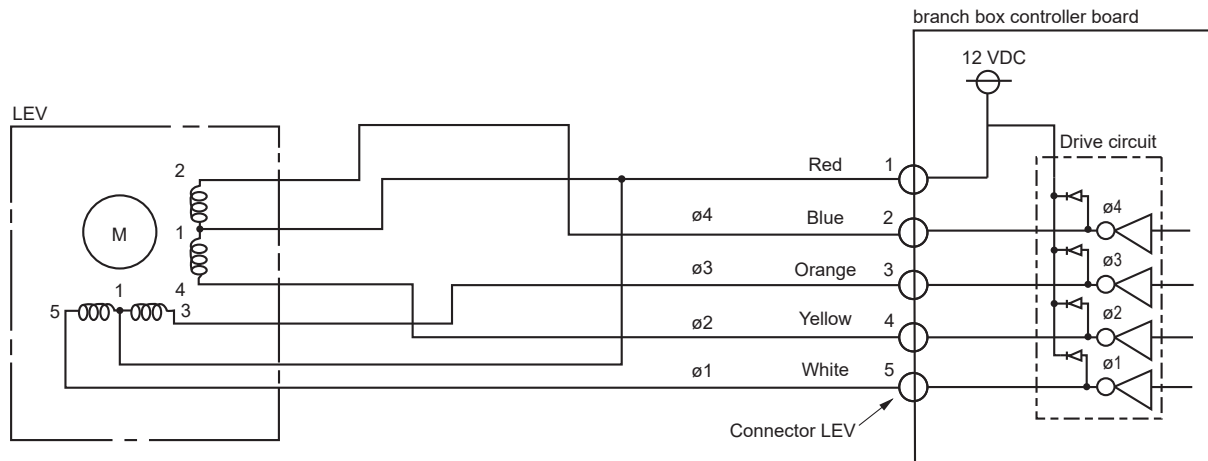 branch box controller board
12 VDC
LEV
Drive circuit
2
Red 1
ø4 Blue 2 ø4
M
1
ø3 Orange 3 ø3
4
5 1 3
ø2 Yellow 4 ø2
ø1 White 5 ø1
Connector LEV